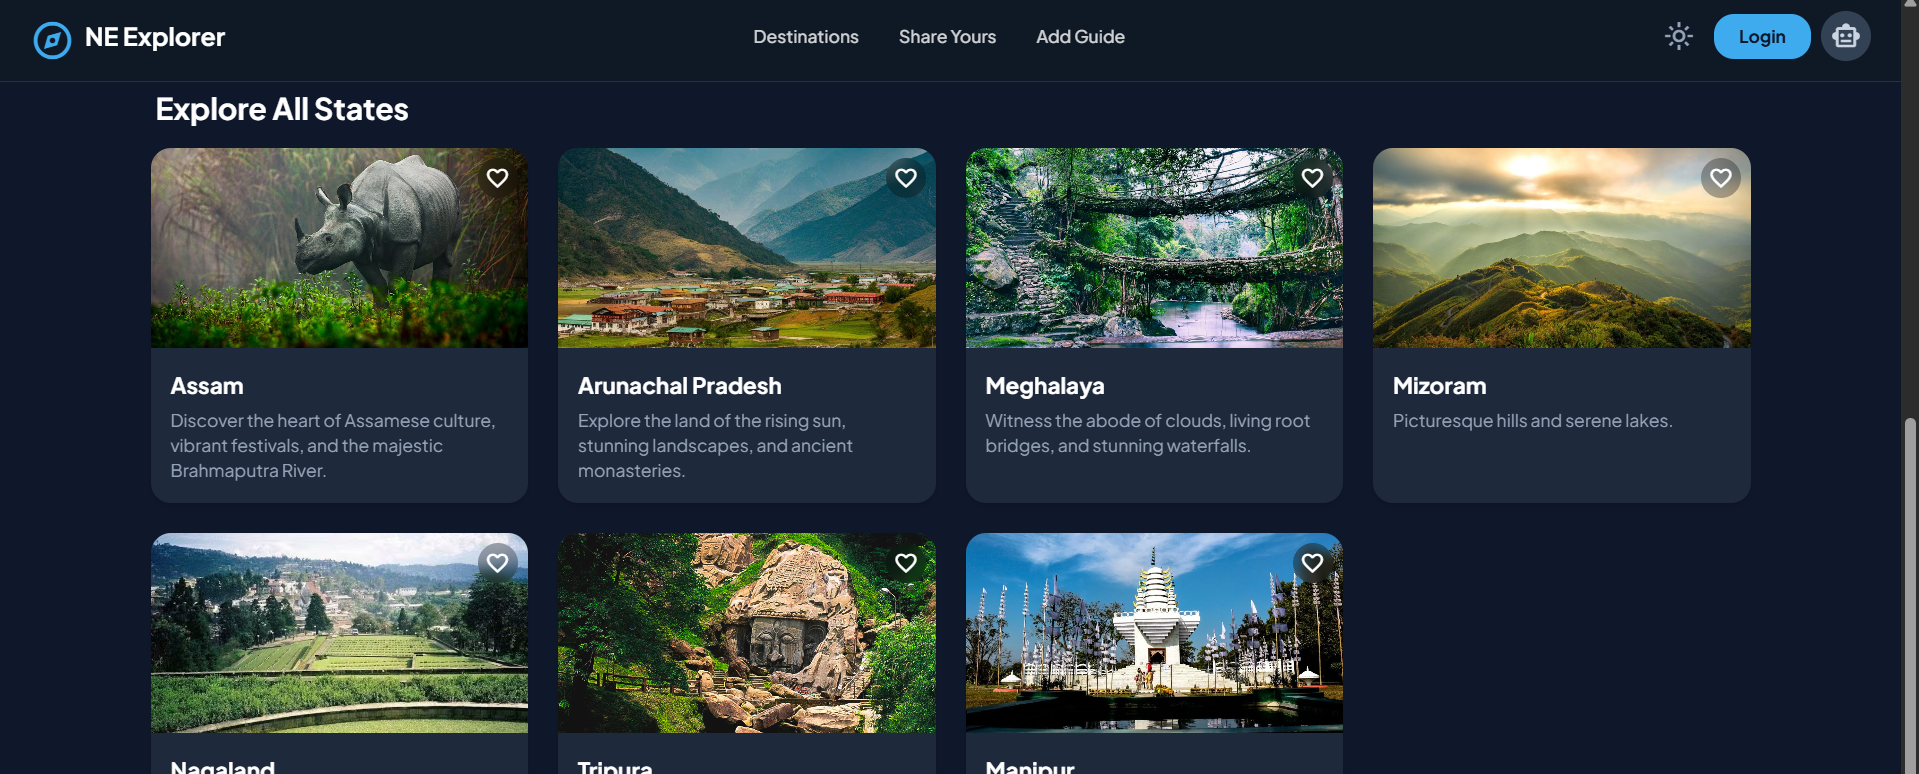 NE Explorer
Destinations
Share Yours
Add Guide
Login
Explore All States
Assam
Discover the heart of Assamese culture,
vibrant festivals, and the majestic
Brahmaputra River.
Arunachal Pradesh
Explore the land of the rising sun,
stunning landscapes, and ancient
monasteries.
Meghalaya
Witness the abode of clouds, living root
bridges, and stunning waterfalls.
Mizoram
Picturesque hills and serene lakes.
Nagaland
Tripura
Manipur